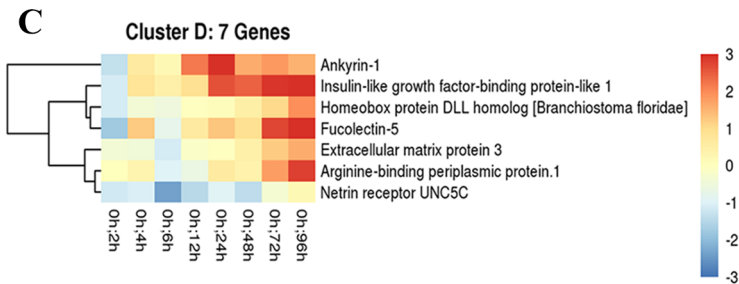 C
Cluster D: 7 Genes
Ankyrin-1
Insulin-like growth factor-binding protein-like 1
Homeobox protein DLL homolog [Branchiostoma floridae]
Fucolectin-5
Extracellular matrix protein 3
Arginine-binding periplasmic protein.1
Netrin receptor UNC5C
0h;2h
0h;4h
0h;6h
0h;12h
0h;24h
0h;48h
0h;72h
0h;96h
3
2
1
0
-1
-2
-3